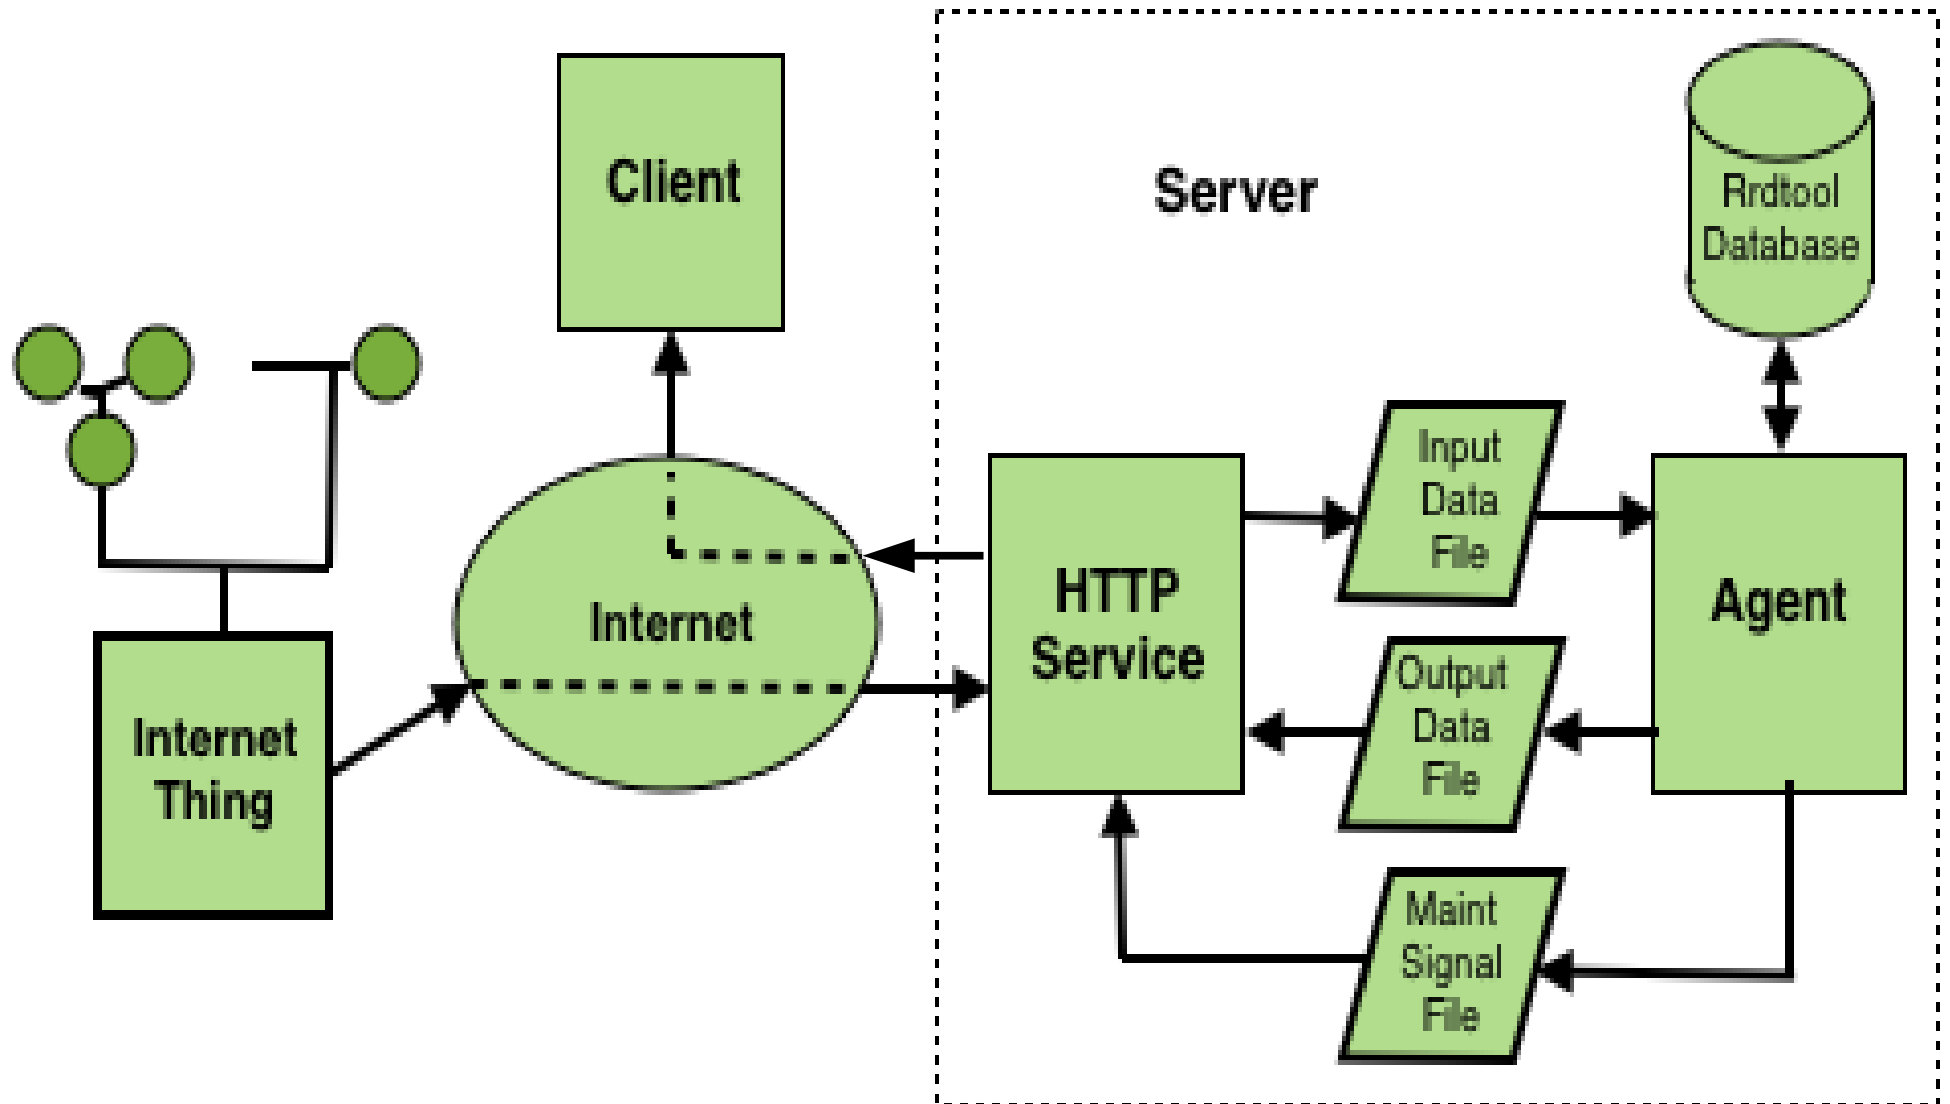 Client
Server
Rrdtool
Database
Input
Data
File
Internet
HTTP
Service
Agent
Output
Data
File
Internet
Thing
Maint
Signal
File